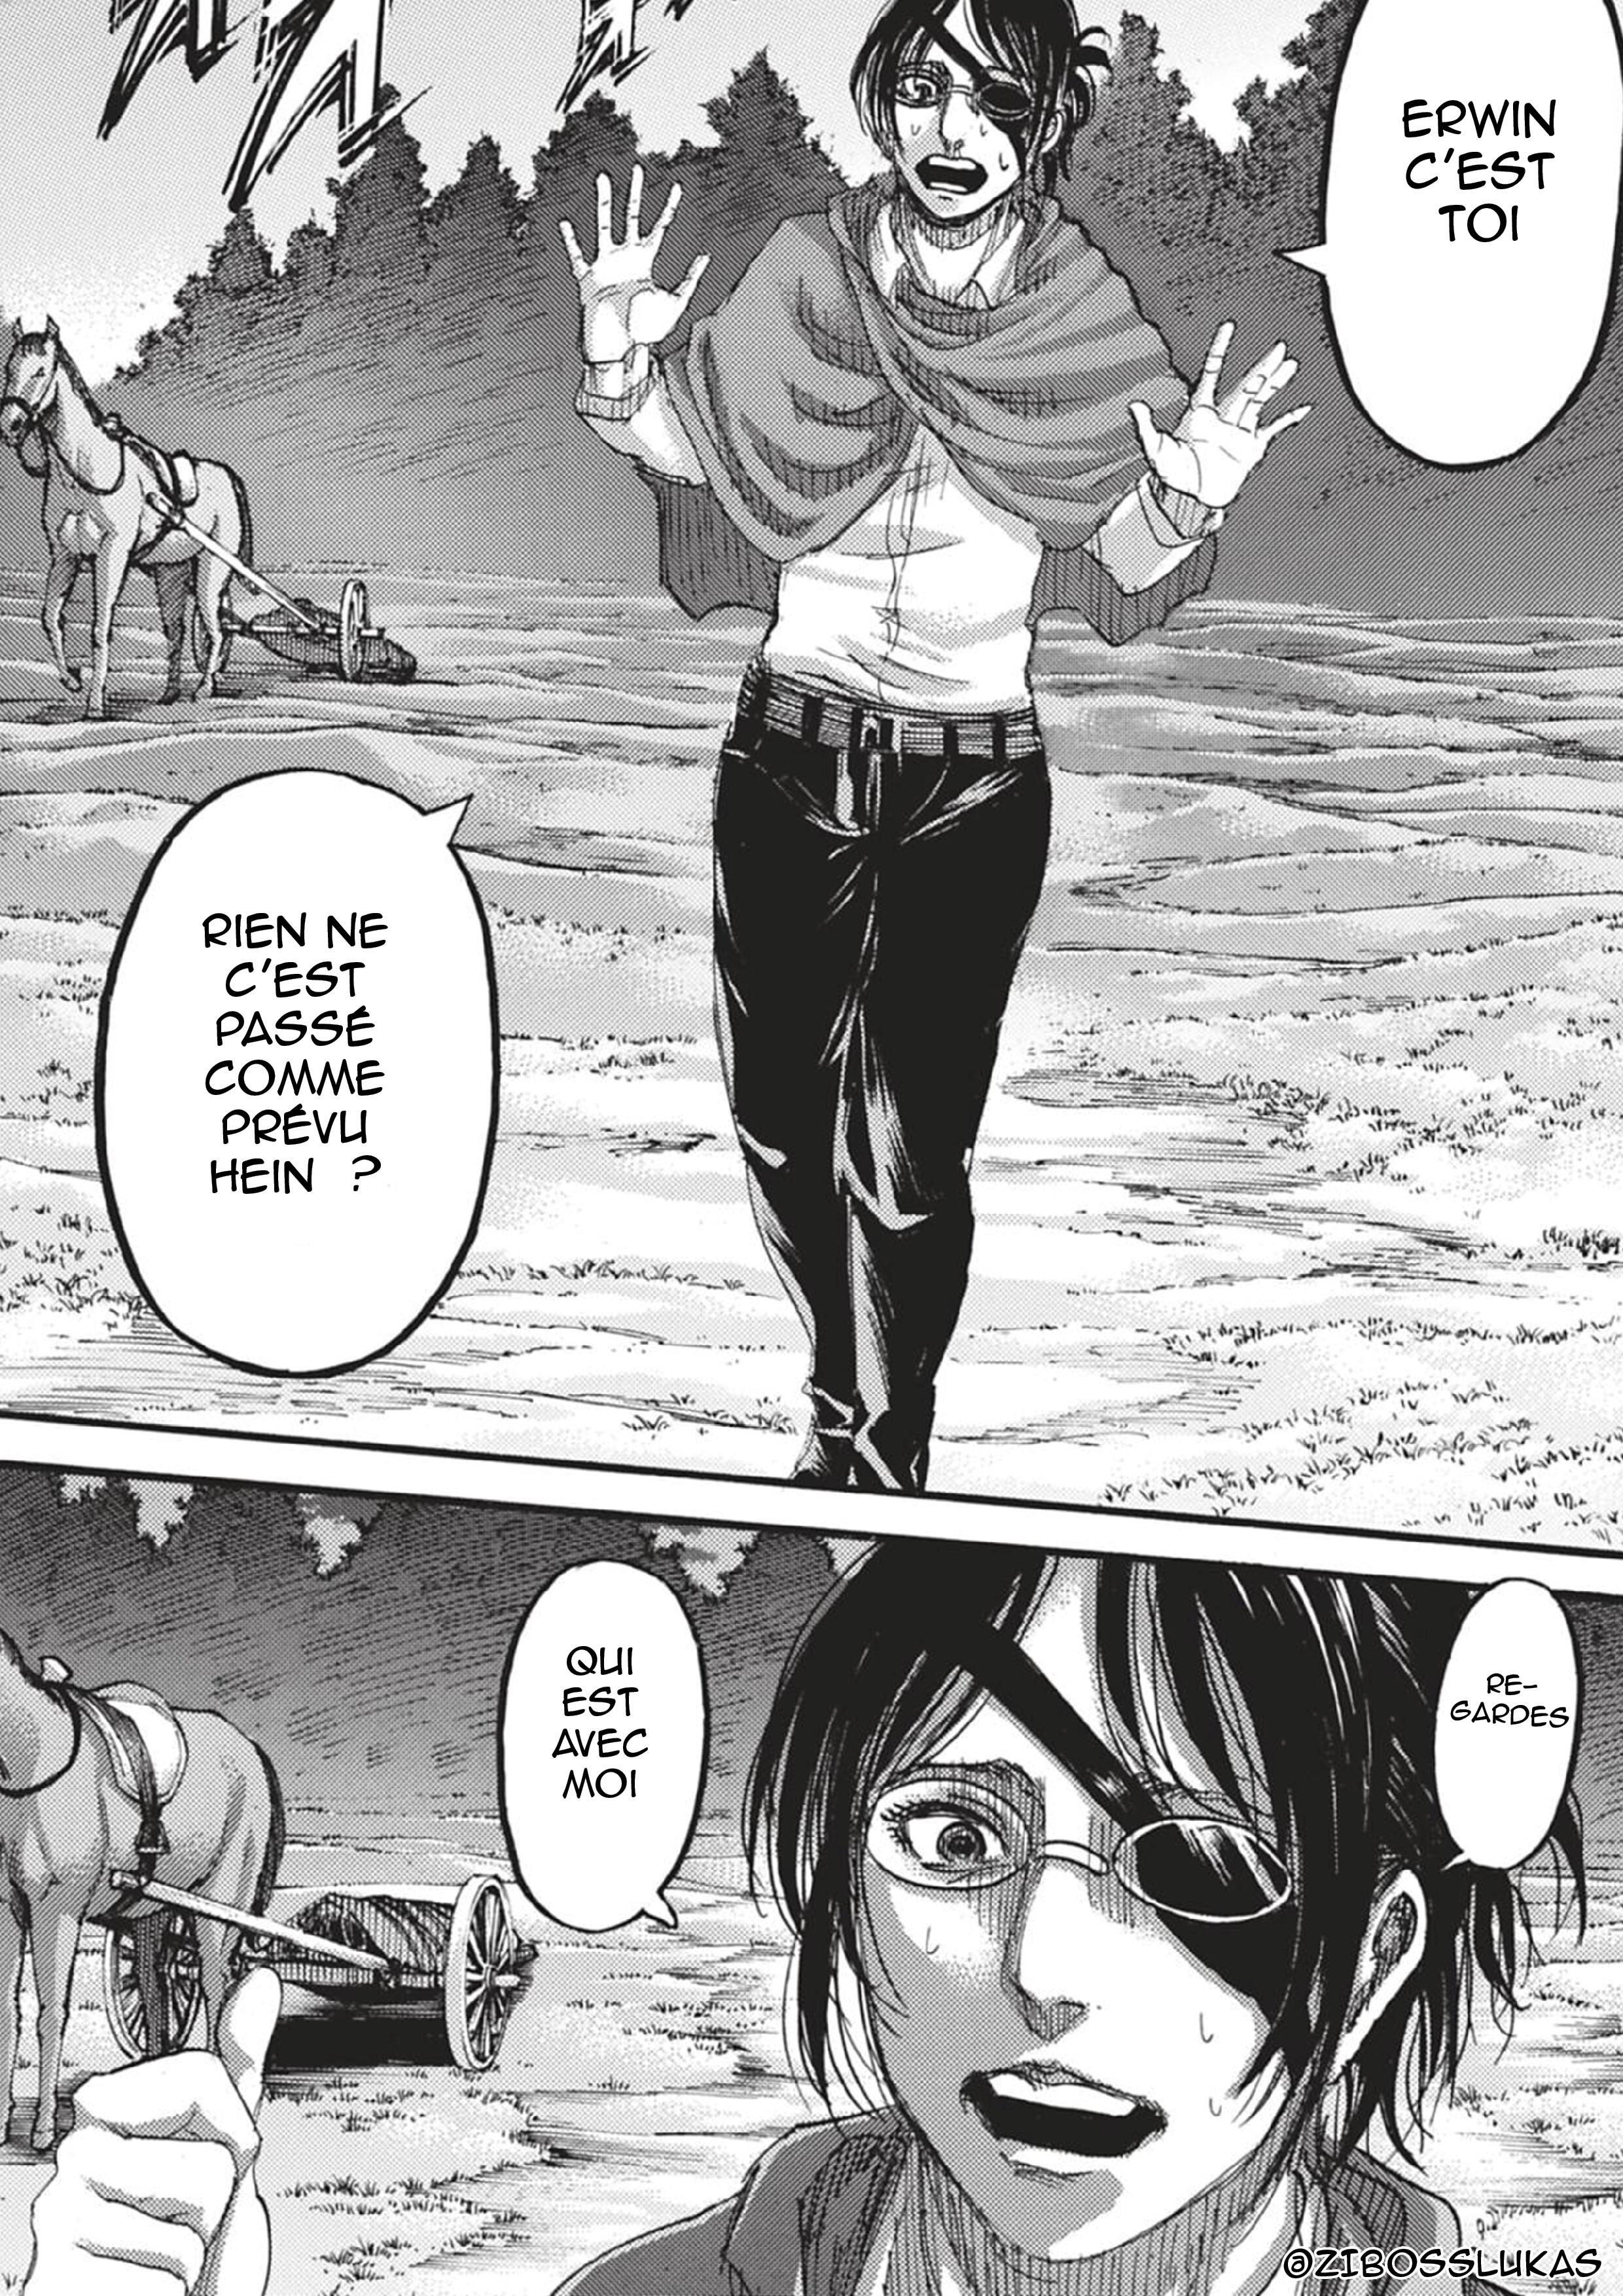 ERWIN
C'EST
TOI
RIEN NE
C'EST
PASSÉ
COMME
PRÉVU
HEIN ?
RE-
GARDES
QUI
EST
AVEC
MOI
@ZIBOSSLUKAS